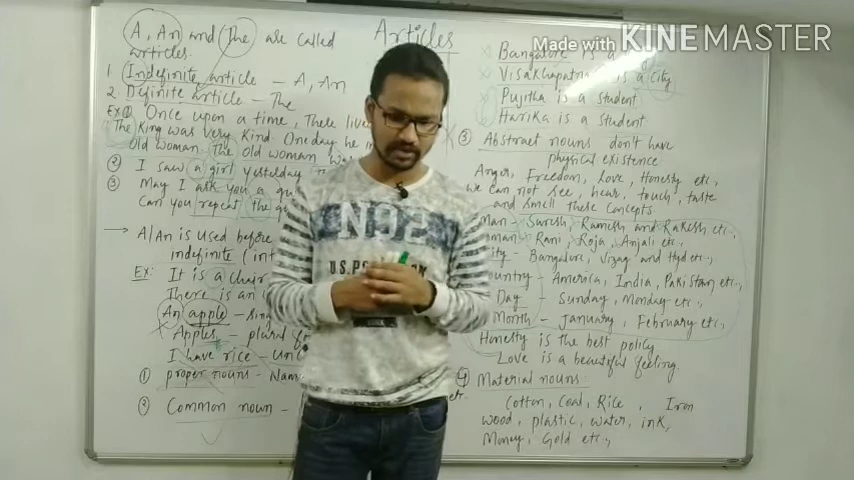 Articles
A, An and The are called
articles.
1. Indefinite article - A, An
2. Definite article - The
Ex① Once upon a time, There live
The King was very kind. One day he
Old woman. The old woman
② I saw a girl yesterday
③ May I ask you a
Can you repeat the
→ A/An is used before
indefinite
Ex: It is a chair
There is an
An apple -
Apples -
I have rice -
① proper nouns -
② Common noun -
Made with KINEMASTER
Bangalore is a
Visakhapatnam is a city
Pujitha is a student
Harika is a student
③ Abstract nouns don't have
physical existence
Anger, Freedom, Love, Honesty etc.,
we can not see, hear, touch, taste
and smell these concepts
Man - Suresh, Ramesh and Rakesh etc.,
Rani, Roja, Anjali etc.,
Bangalore, Vizag and Hyd etc.,
America, India, Pakistan etc.,
Day - Sunday, Monday etc.,
Month - January, February etc.,
Honesty is the best policy
Love is a beautiful feeling.
④ Material nouns:
Cotton, Coal, Rice, Iron
wood, plastic, water, ink,
Money, Gold etc.,
etc.
U.S.